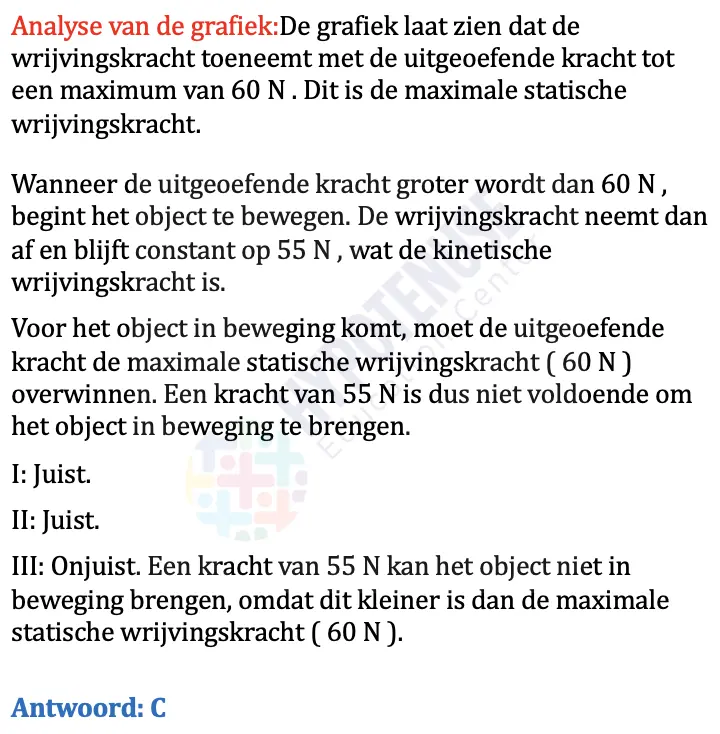 Analyse van de grafiek:De grafiek laat zien dat de
wrijvingskracht toeneemt met de uitgeoefende kracht tot
een maximum van 60 N . Dit is de maximale statische
wrijvingskracht.
Wanneer de uitgeoefende kracht groter wordt dan 60 N ,
begint het object te bewegen. De wrijvingskracht neemt dan
af en blijft constant op 55 N , wat de kinetische
wrijvingskracht is.
Voor het object in beweging komt, moet de uitgeoefende
kracht de maximale statische wrijvingskracht ( 60 N )
overwinnen. Een kracht van 55 N is dus niet voldoende om
het object in beweging te brengen.
I: Juist.
II: Juist.
III: Onjuist. Een kracht van 55 N kan het object niet in
beweging brengen, omdat dit kleiner is dan de maximale
statische wrijvingskracht ( 60 N ).
Antwoord: C
HYPOTENUSE
Education Center